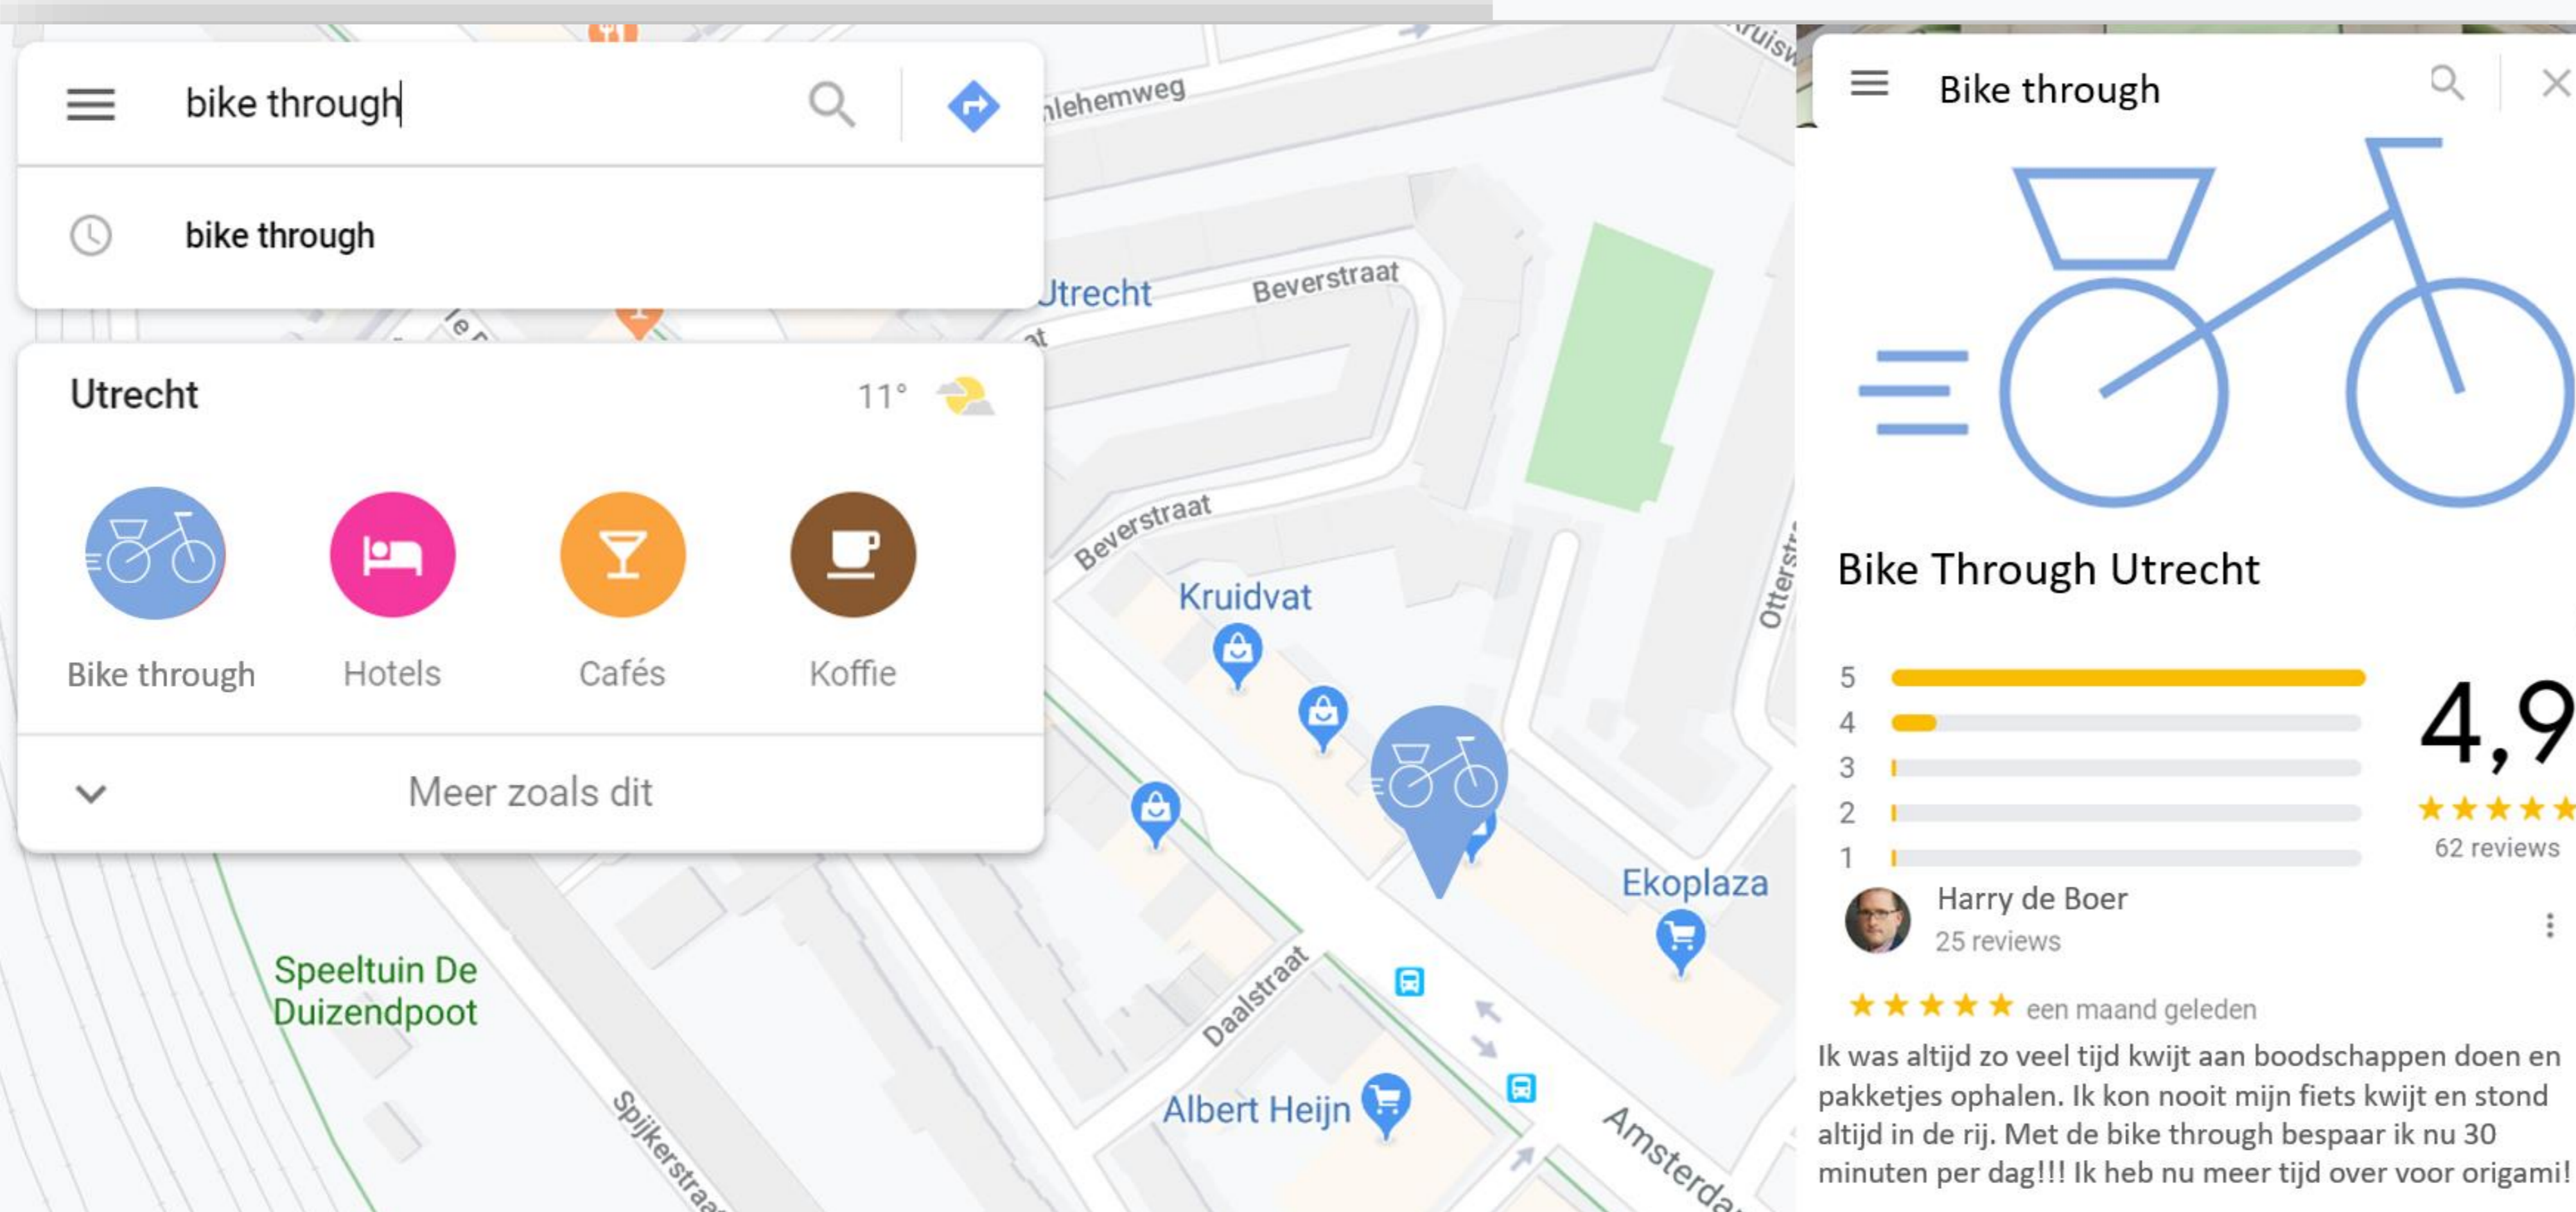 bike through
bike through
Utrecht
11°
Bike through
Hotels
Cafés
Koffie
Meer zoals dit
Beverstraat
Beverstraat
Kruidvat
Ekoplaza
Speeltuin De
Duizendpoot
Daalstraat
Albert Heijn
Bike through
Bike Through Utrecht
5
4
3
2
1
4,9
62 reviews
Harry de Boer
25 reviews
een maand geleden
Ik was altijd zo veel tijd kwijt aan boodschappen doen en
pakketjes ophalen. Ik kon nooit mijn fiets kwijt en stond
altijd in de rij. Met de bike through bespaar ik nu 30
minuten per dag!!! Ik heb nu meer tijd over voor origami!